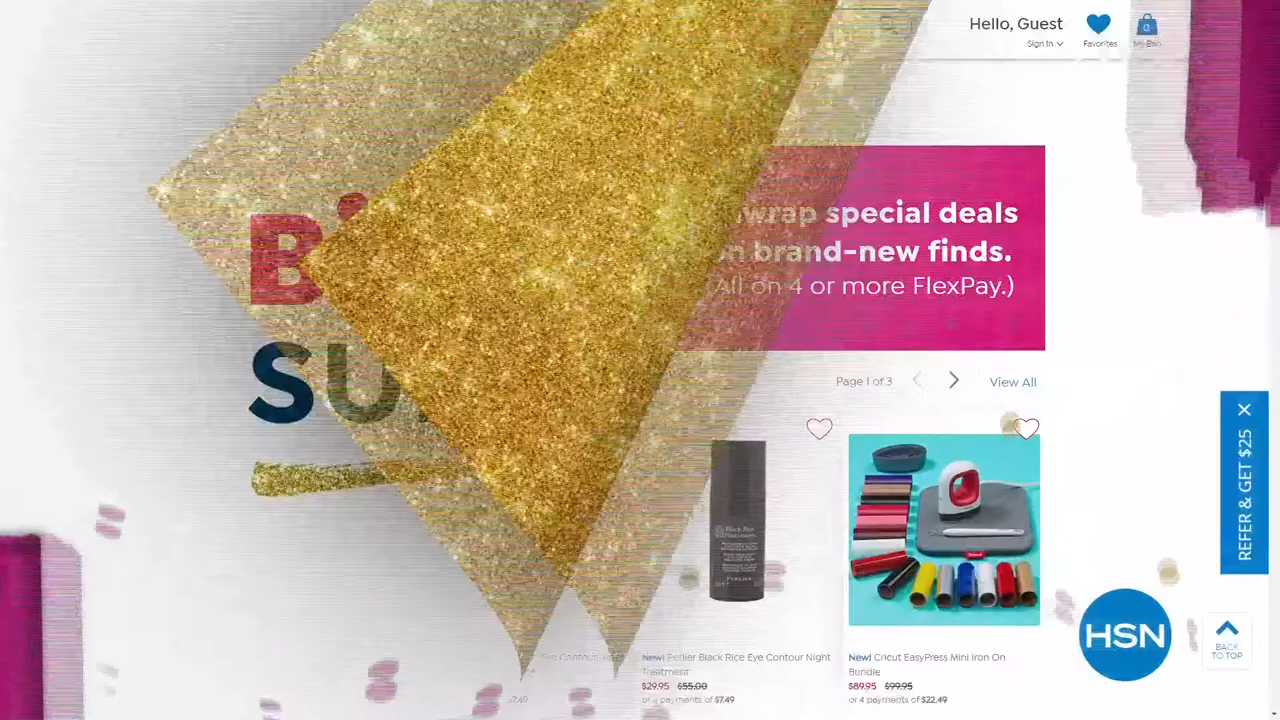 Hello, Guest
Sign In
Favorites
0
My Bag
wrap special deals
brand-new finds.
All on 4 or more FlexPay.)
B
SU
Page 1 of 3
View All
REFER & GET $25
New! Perlier Black Rice Eye Contour Night
Treatment
$29.95 $55.00
or 4 payments of $7.49
New! Cricut EasyPress Mini Iron On
Bundle
$89.95 $99.95
or 4 payments of $22.49
HSN
BACK
TO TOP